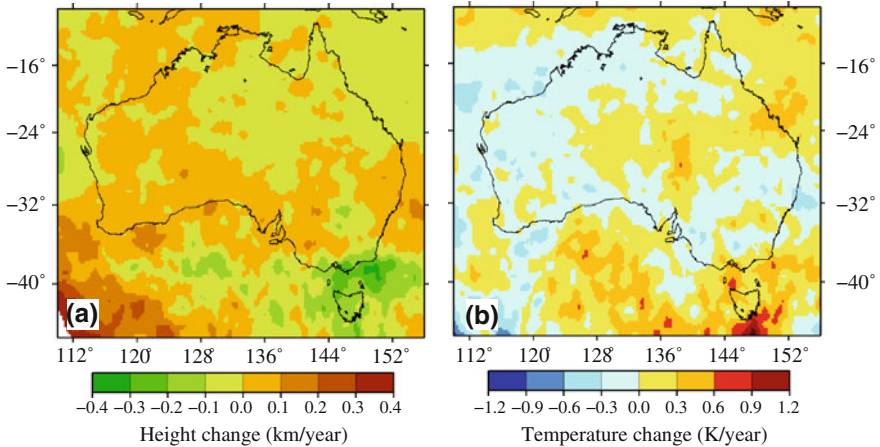 −16° −16°
−24° −24°
−32° −32°
−40° −40°
(a) (b)
112° 120° 128° 136° 144° 152° 112° 120° 128° 136° 144° 152°
−0.4 −0.3 −0.2 −0.1 0.0 0.1 0.2 0.3 0.4 −1.2 −0.9 −0.6 −0.3 0.0 0.3 0.6 0.9 1.2
Height change (km/year) Temperature change (K/year)